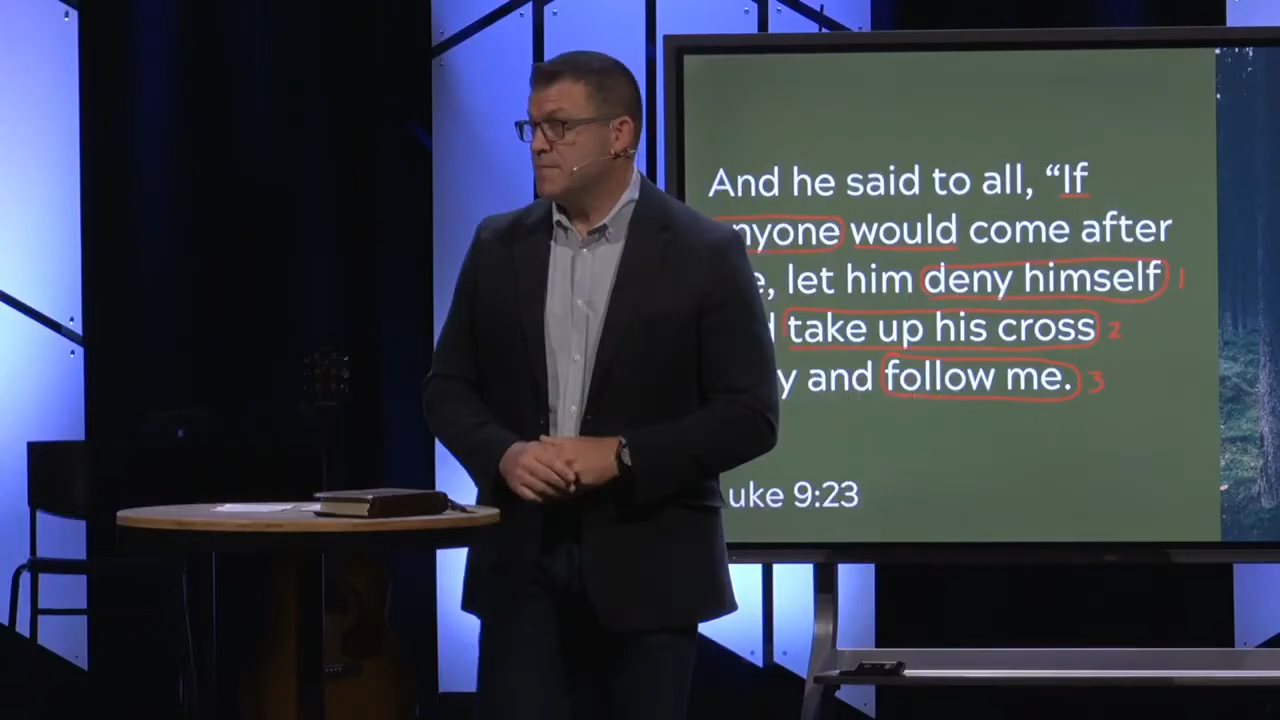 And he said to all, “If
nyone would come after
e, let him deny himself 1
take up his cross 2
y and follow me. 3
uke 9:23